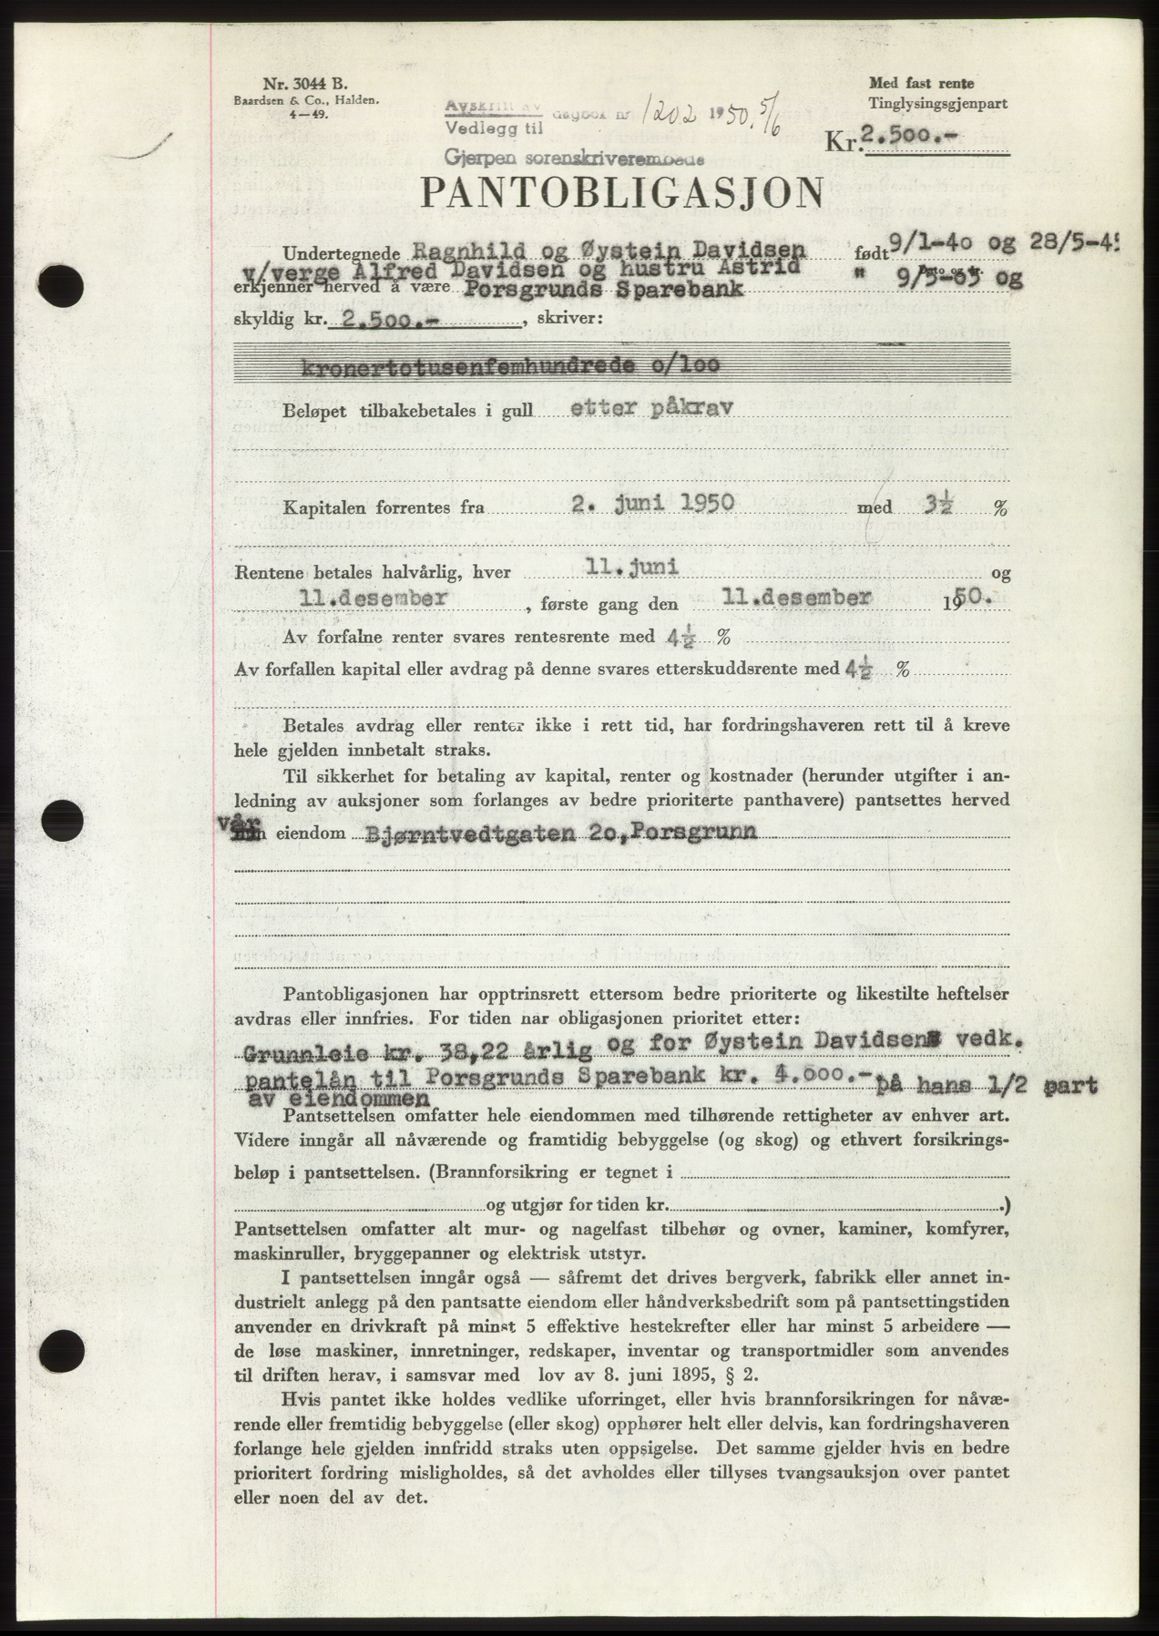 Nr. 3044 B.
Baardsen & Co., Halden.
4—49.
Avskrift av
Vedlegg til
dagbok nr 1202 1950. 5/6
Gjerpen sorenskriverembede
Med fast rente
Tinglysingsgjenpart
Kr. 2.500.-
PANTOBLIGASJON
Undertegnede Ragnhild og Øystein Davidsen født 9/1-40 og 28/5-45
v/verge Alfred Davidsen og hustru Astrid " 9/5-05 og
erkjenner herved å være Porsgrunds Sparebank
skyldig kr. 2.500.-, skriver:
kronertotusenfemhundrede o/loo
Beløpet tilbakebetales i gull etter påkrav
Kapitalen forrentes fra 2. juni 1950 med 3½ %
Rentene betales halvårlig, hver 11.juni og
11.desember, første gang den 11.desember 1950.
Av forfalne renter svares rentesrente med 4½ %
Av forfallen kapital eller avdrag på denne svares etterskuddsrente med 4½ %
Betales avdrag eller renter ikke i rett tid, har fordringshaveren rett til å kreve
hele gjelden innbetalt straks.
Til sikkerhet for betaling av kapital, renter og kostnader (herunder utgifter i an-
ledning av auksjoner som forlanges av bedre prioriterte panthavere) pantsettes herved
vår eiendom Bjørntvedtgaten 2o,Porsgrunn
Pantobligasjonen har opptrinsrett ettersom bedre prioriterte og likestilte heftelser
avdras eller innfries. For tiden har obligasjonen prioritet etter:
Grunnleie kr. 38,22 årlig og for Øystein Davidsens vedk.
pantelån til Porsgrunds Sparebank kr. 4.000.- på hans 1/2 part
av eiendommen
Pantsettelsen omfatter hele eiendommen med tilhørende rettigheter av enhver art.
Videre inngår all nåværende og framtidig bebyggelse (og skog) og ethvert forsikrings-
beløp i pantsettelsen. (Brannforsikring er tegnet i
og utgjør for tiden kr. .)
Pantsettelsen omfatter alt mur- og nagelfast tilbehør og ovner, kaminer, komfyrer,
maskinruller, bryggepanner og elektrisk utstyr.
I pantsettelsen inngår også — såfremt det drives bergverk, fabrikk eller annet in-
dustrielt anlegg på den pantsatte eiendom eller håndverksbedrift som på pantsettingstiden
anvender en drivkraft på minst 5 effektive hestekrefter eller har minst 5 arbeidere —
de løse maskiner, innretninger, redskaper, inventar og transportmidler som anvendes
til driften herav, i samsvar med lov av 8. juni 1895, § 2.
Hvis pantet ikke holdes vedlike uforringet, eller hvis brannforsikringen for nåvæ-
rende eller fremtidig bebyggelse (eller skog) opphører helt eller delvis, kan fordringshaveren
forlange hele gjelden innfridd straks uten oppsigelse. Det samme gjelder hvis en bedre
prioritert fordring misligholdes, så det avholdes eller tillyses tvangsauksjon over pantet
eller noen del av det.